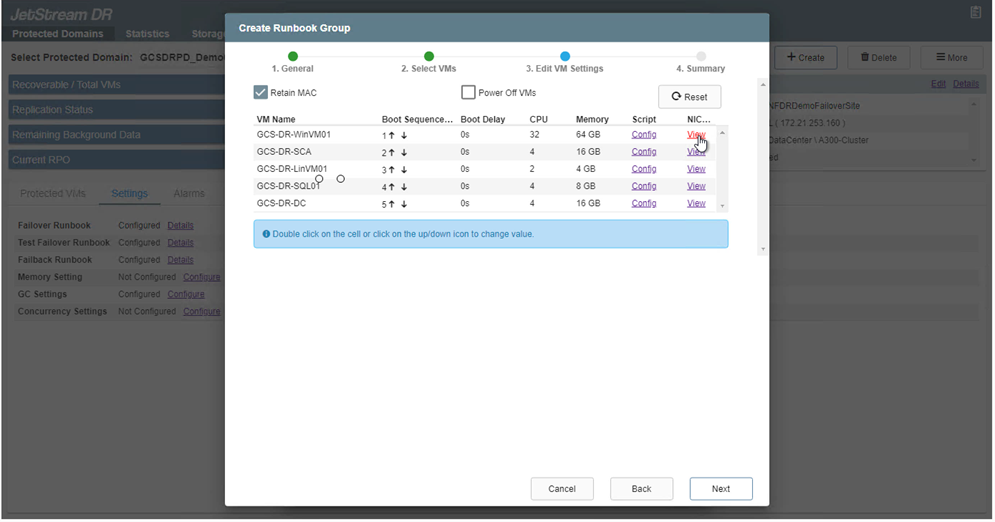 JetStream DR
Protected Domains Statistics
Select Protected Domain: Create Delete More
Recoverable / Total VMs Edit Details
Replication Status
Remaining Background Data
Current RPO
NFDRDemoFailoverSite
( 172.21.253.160 )
DataCenter \ A300-Cluster
Protected VMs Settings Alarms
Failover Runbook Configured Details
Test Failover Runbook Configured Details
Failback Runbook Configured Details
Memory Setting Not Configured Configure
GC Settings Configured Configure
Concurrency Settings Not Configured Configure
Create Runbook Group
1. General 2. Select VMs 3. Edit VM Settings 4. Summary
Retain MAC Power Off VMs Reset
VM Name Boot Sequence... Boot Delay CPU Memory Script NIC...
GCS-DR-WinVM01 1 0s 32 64 GB Config View
GCS-DR-SCA 2 0s 4 16 GB Config View
GCS-DR-LinVM01 3 0s 2 4 GB Config View
GCS-DR-SQL01 4 0s 4 8 GB Config View
GCS-DR-DC 5 0s 4 16 GB Config View
Double click on the cell or click on the up/down icon to change value.
Cancel Back Next